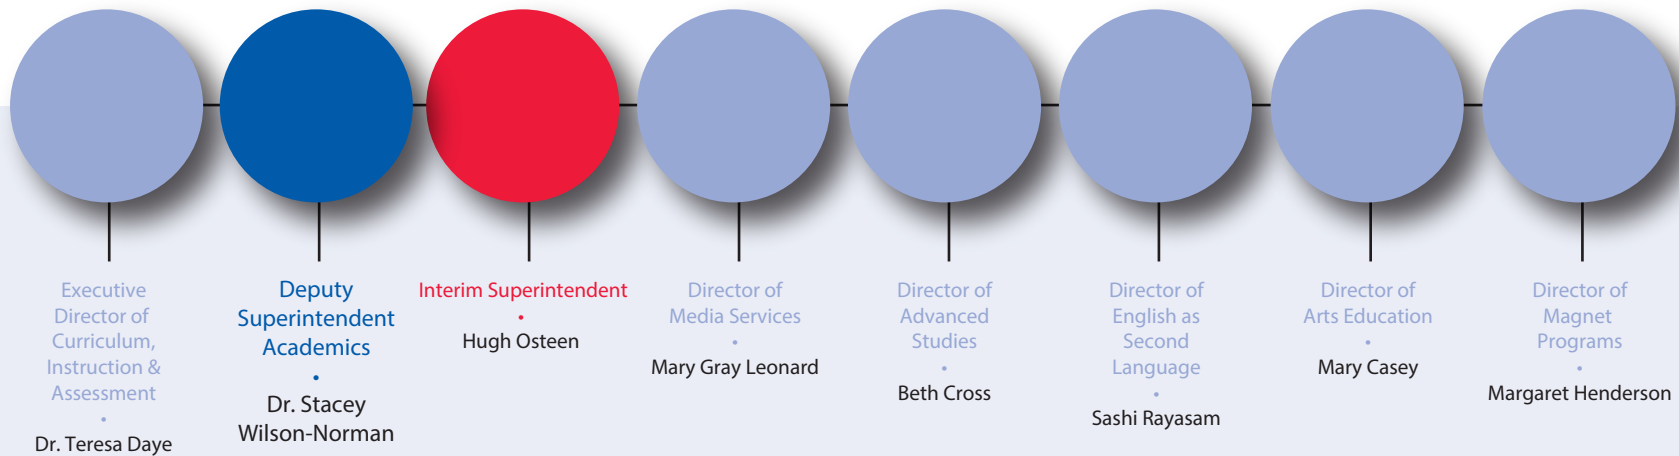 Executive
Director of
Curriculum,
Instruction &
Assessment
•
Dr. Teresa Daye
Deputy
Superintendent
Academics
•
Dr. Stacey
Wilson-Norman
Interim Superintendent
•
Hugh Osteen
Director of
Media Services
•
Mary Gray Leonard
Director of
Advanced
Studies
•
Beth Cross
Director of
English as
Second
Language
•
Sashi Rayasam
Director of
Arts Education
•
Mary Casey
Director of
Magnet
Programs
•
Margaret Henderson